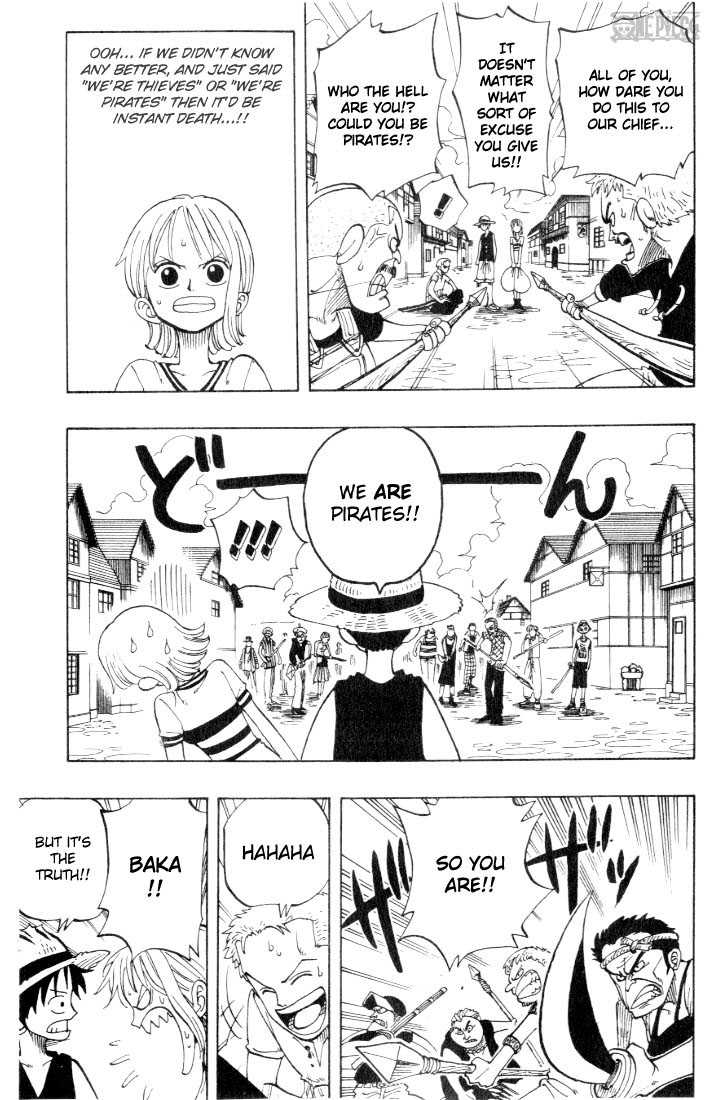 ONE PIECE
ALL OF YOU,
HOW DARE YOU
DO THIS TO
OUR CHIEF...
IT
DOESN'T
MATTER
WHAT
SORT OF
EXCUSE
YOU GIVE
US!!
WHO THE HELL
ARE YOU!?
COULD YOU BE
PIRATES!?
!
OOH... IF WE DIDN'T KNOW
ANY BETTER, AND JUST SAID
"WE'RE THIEVES" OR "WE'RE
PIRATES" THEN IT'D BE
INSTANT DEATH...!!
WE ARE
PIRATES!!
どーん
!!!
SO YOU
ARE!!
HAHAHA
BAKA
!!
BUT IT'S
THE
TRUTH!!